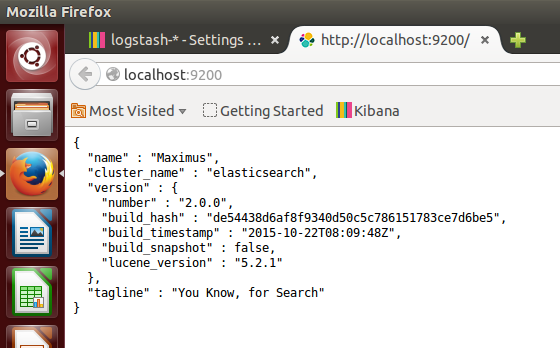 Mozilla Firefox
logstash-* - Settings ...
http://localhost:9200/
localhost:9200
Most Visited
Getting Started
Kibana
{
"name" : "Maximus",
"cluster_name" : "elasticsearch",
"version" : {
"number" : "2.0.0",
"build_hash" : "de54438d6af8f9340d50c5c786151783ce7d6be5",
"build_timestamp" : "2015-10-22T08:09:48Z",
"build_snapshot" : false,
"lucene_version" : "5.2.1"
},
"tagline" : "You Know, for Search"
}